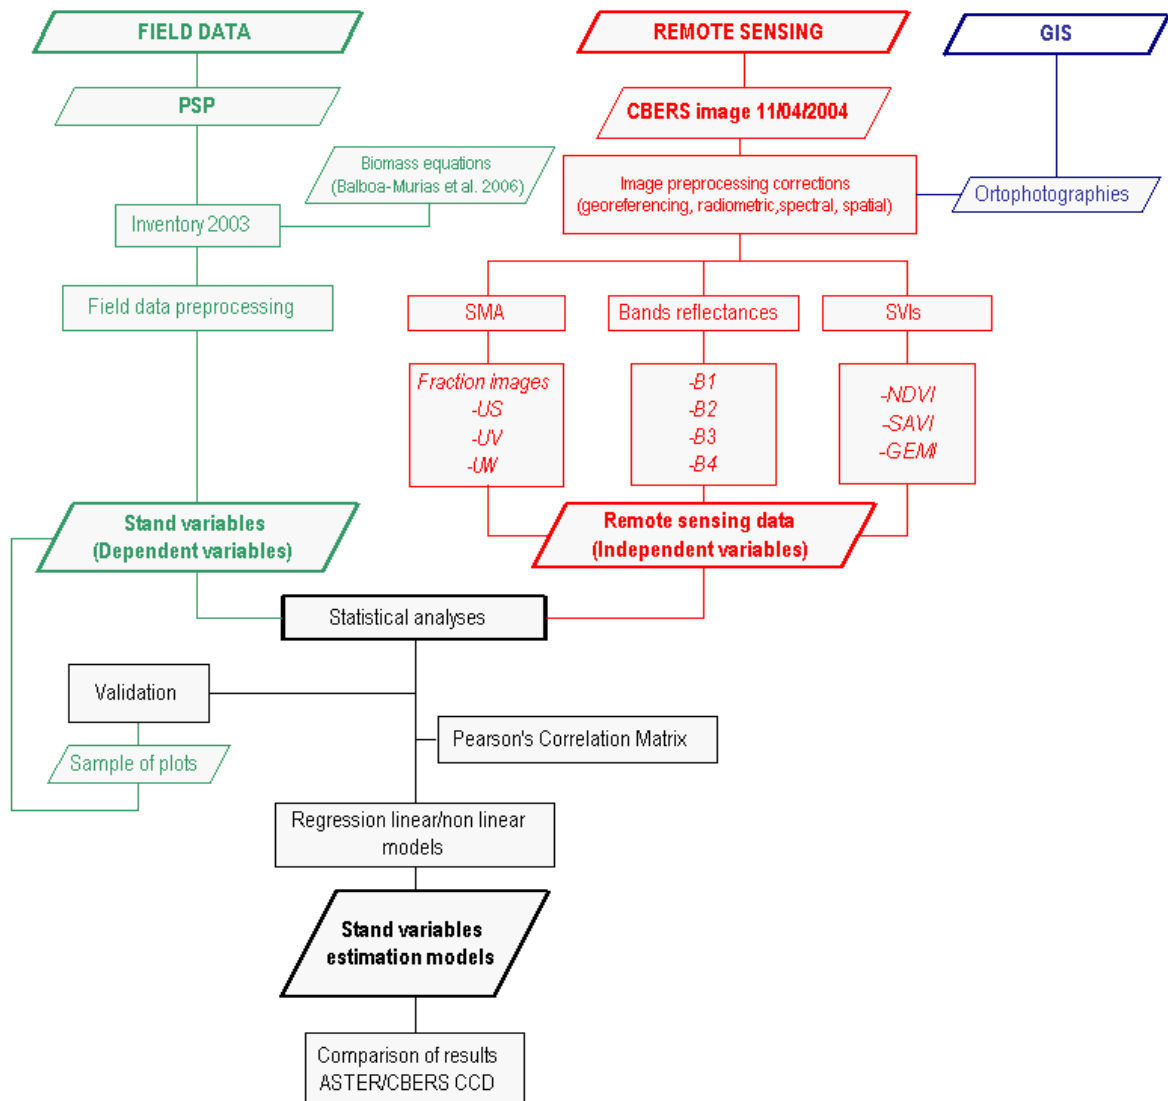 FIELD DATA
REMOTE SENSING
GIS
PSP
CBERS image 11/04/2004
Biomass equations
(Balboa-Murias et al. 2006)
Image preprocessing corrections
(georeferencing, radiometric,spectral, spatial)
Ortophotographies
Inventory 2003
Field data preprocessing
SMA
Bands reflectances
SVIs
Fraction images
-US
-UV
-UW
-B1
-B2
-B3
-B4
-NDVI
-SAVI
-GEMI
Stand variables
(Dependent variables)
Remote sensing data
(Independent variables)
Statistical analyses
Validation
Pearson's Correlation Matrix
Sample of plots
Regression linear/non linear
models
Stand variables
estimation models
Comparison of results
ASTER/CBERS CCD